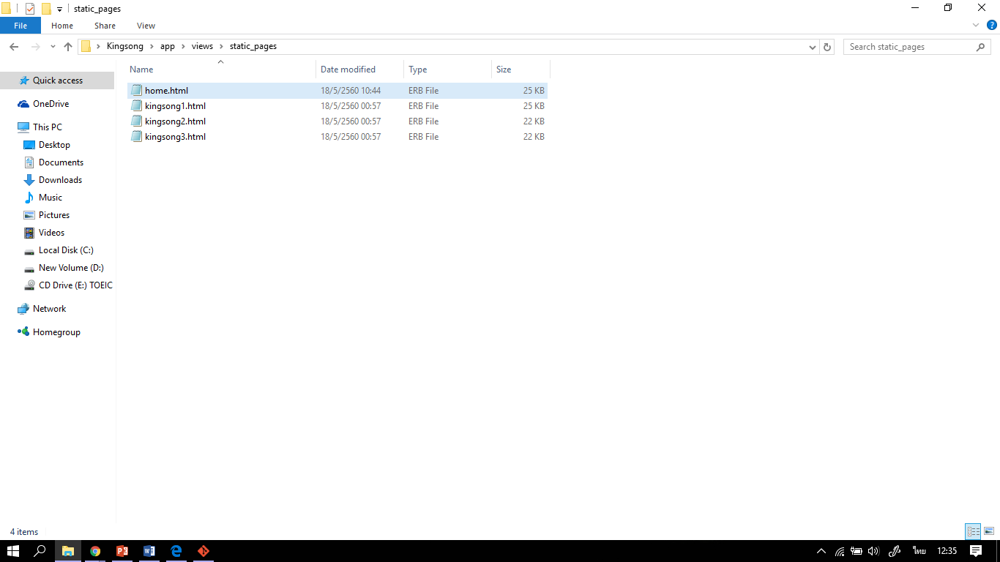 static_pages
File Home Share View
Kingsong app views static_pages
Search static_pages
Name Date modified Type Size
home.html 18/5/2560 10:44 ERB File 25 KB
kingsong1.html 18/5/2560 00:57 ERB File 25 KB
kingsong2.html 18/5/2560 00:57 ERB File 22 KB
kingsong3.html 18/5/2560 00:57 ERB File 22 KB
Quick access
OneDrive
This PC
Desktop
Documents
Downloads
Music
Pictures
Videos
Local Disk (C:)
New Volume (D:)
CD Drive (E:) TOEIC
Network
Homegroup
4 items
ไทย 12:35